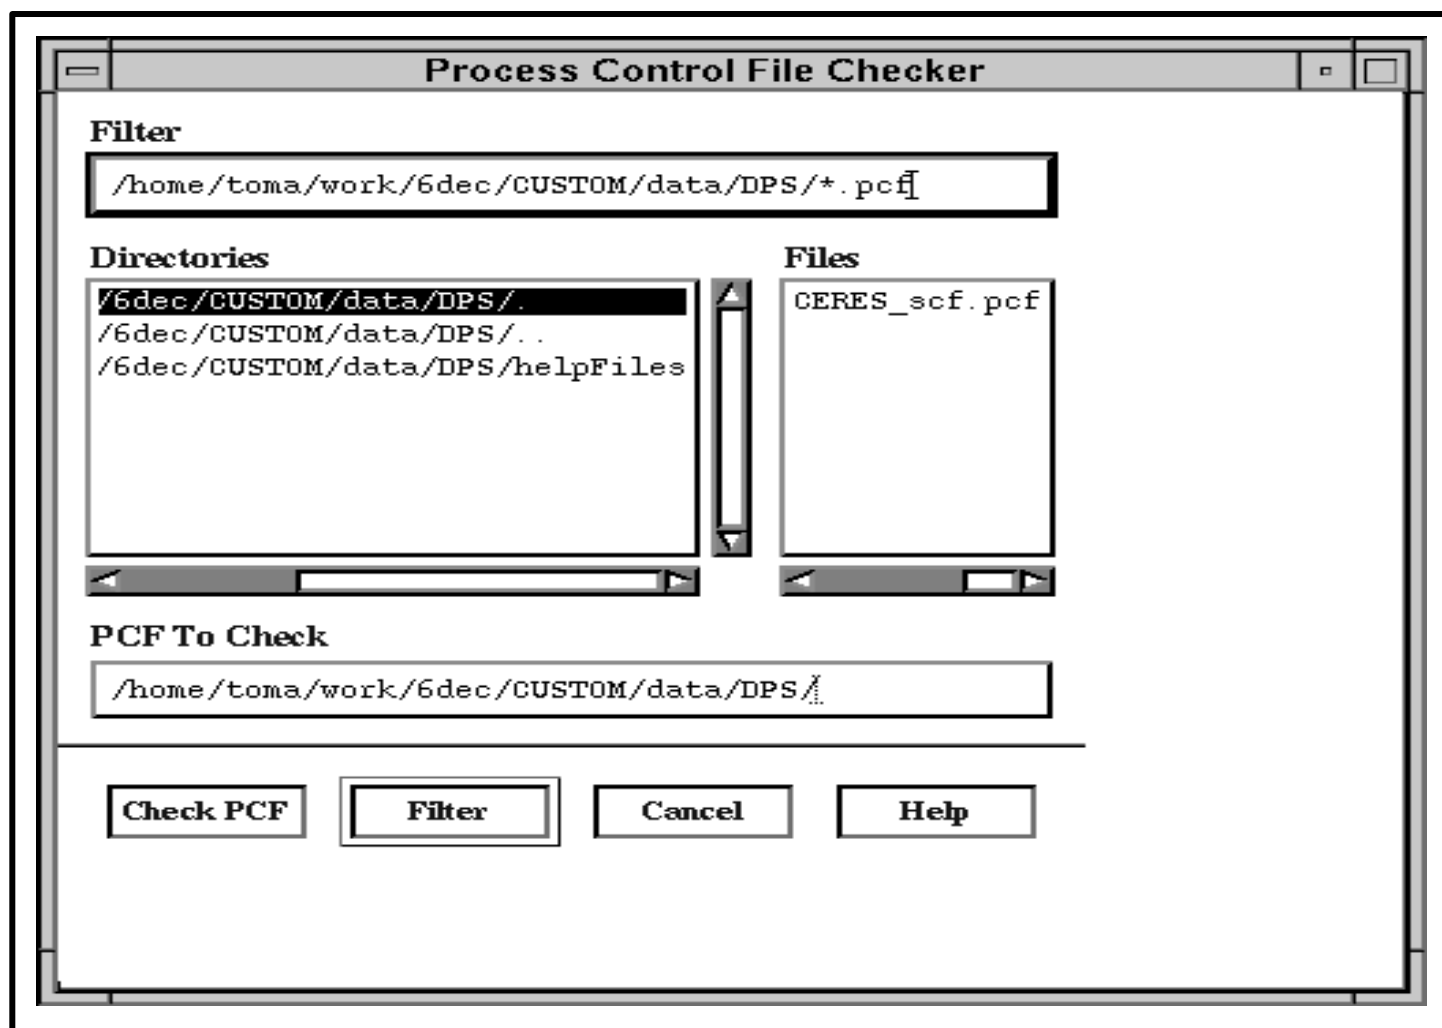 Process Control File Checker
Filter
/home/toma/work/6dec/CUSTOM/data/DPS/*.pcf
Directories
Files
/6dec/CUSTOM/data/DPS/.
/6dec/CUSTOM/data/DPS/..
/6dec/CUSTOM/data/DPS/helpFiles
CERES_scf.pcf
PCF To Check
/home/toma/work/6dec/CUSTOM/data/DPS/
Check PCF Filter Cancel Help